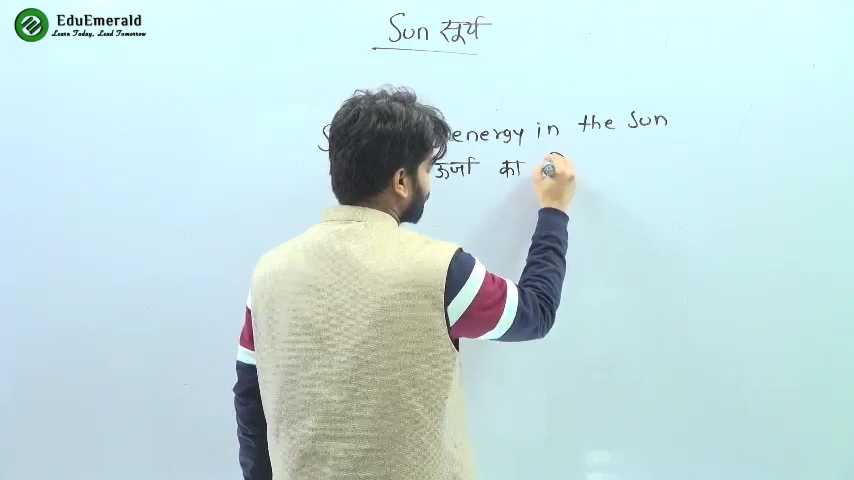 EduEmerald
Learn Today, Lead Tomorrow
Sun सूर्य
energy in the Sun
ऊर्जा का